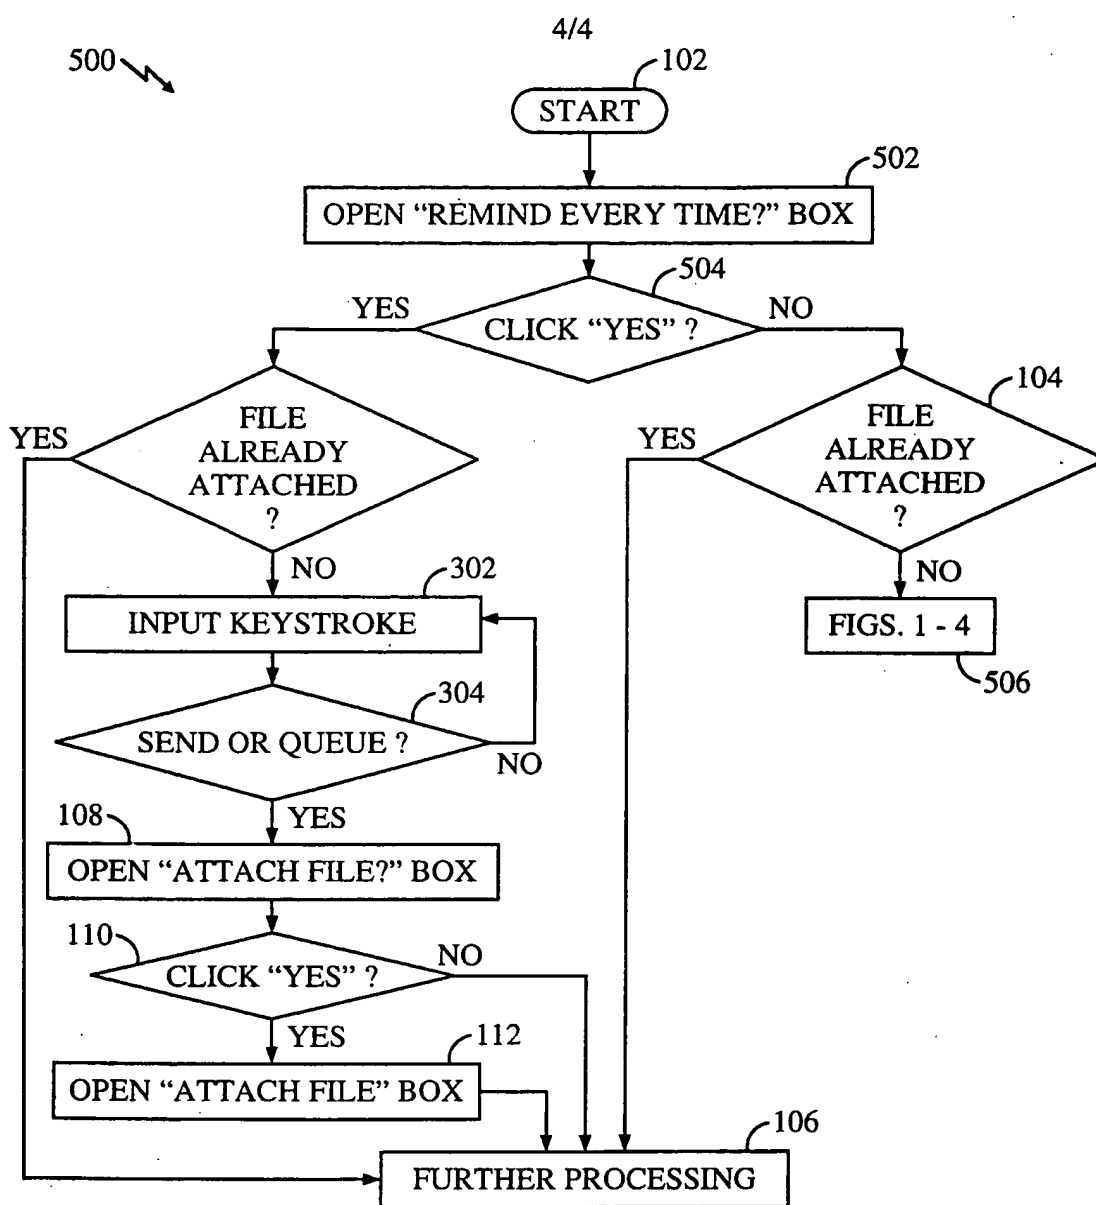 4/4
500
102
START
502
OPEN “REMIND EVERY TIME?” BOX
504
YES
CLICK “YES” ?
NO
104
YES
FILE
ALREADY
ATTACHED
?
YES
FILE
ALREADY
ATTACHED
?
NO
302
NO
INPUT KEYSTROKE
FIGS. 1 - 4
506
304
SEND OR QUEUE ?
NO
YES
108
OPEN “ATTACH FILE?” BOX
110
CLICK “YES” ?
NO
YES
112
OPEN “ATTACH FILE” BOX
106
FURTHER PROCESSING